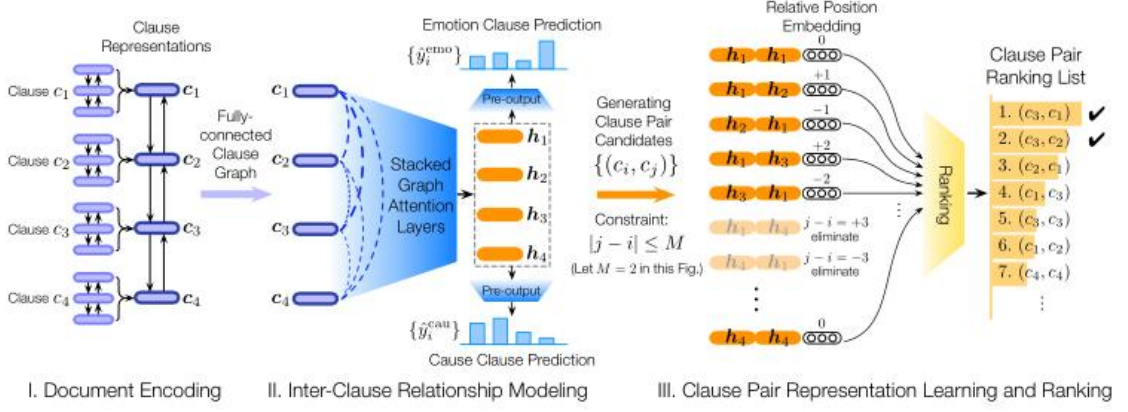 Clause
Representations
Clause c1
Clause c2
Clause c3
Clause c4
c1
c2
c3
c4
Fully-
connected
Clause
Graph
I. Document Encoding
Emotion Clause Prediction
{ŷ_i^emo}
Pre-output
c1
c2
c3
c4
Stacked
Graph
Attention
Layers
h1
h2
h3
h4
Pre-output
{ŷ_i^cau}
Cause Clause Prediction
II. Inter-Clause Relationship Modeling
Generating
Clause Pair
Candidates
{(ci, cj)}
Constraint:
|j − i| ≤ M
(Let M = 2 in this Fig.)
Relative Position
Embedding
h1 h1 0
h1 h2 +1
h2 h1 −1
h1 h3 +2
h3 h1 −2
h1 h4 j − i = +3
eliminate
h4 h1 j − i = −3
eliminate
h4 h4 0
Ranking
Clause Pair
Ranking List
1. (c3, c1) ✔
2. (c3, c2) ✔
3. (c2, c1)
4. (c1, c3)
5. (c3, c3)
6. (c1, c2)
7. (c4, c4)
III. Clause Pair Representation Learning and Ranking